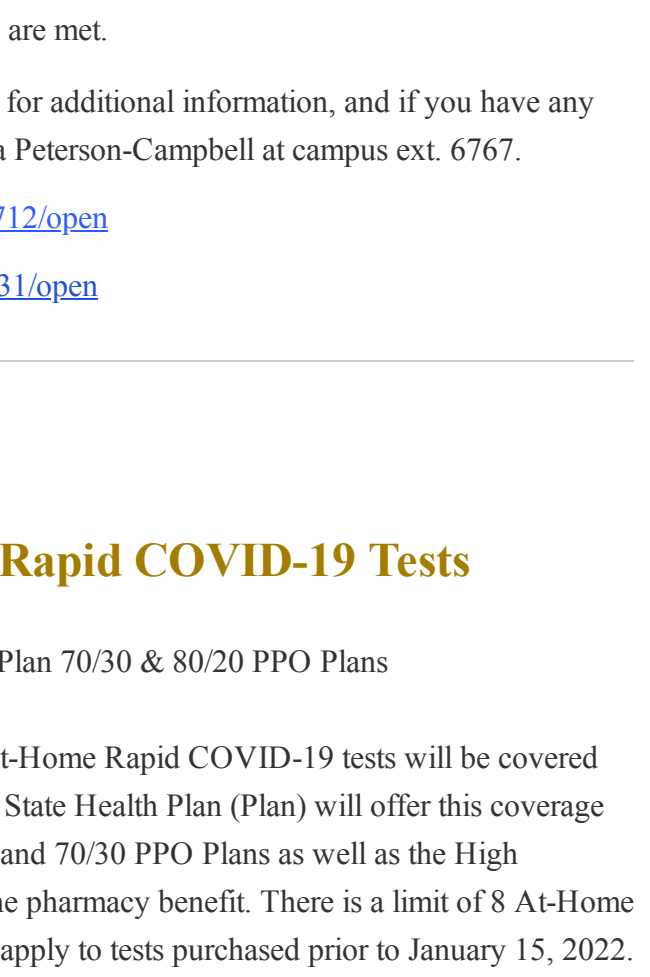 are met.
for additional information, and if you have any
a Peterson-Campbell at campus ext. 6767.
712/open
31/open
Rapid COVID-19 Tests
Plan 70/30 & 80/20 PPO Plans
t-Home Rapid COVID-19 tests will be covered
State Health Plan (Plan) will offer this coverage
and 70/30 PPO Plans as well as the High
he pharmacy benefit. There is a limit of 8 At-Home
apply to tests purchased prior to January 15, 2022.